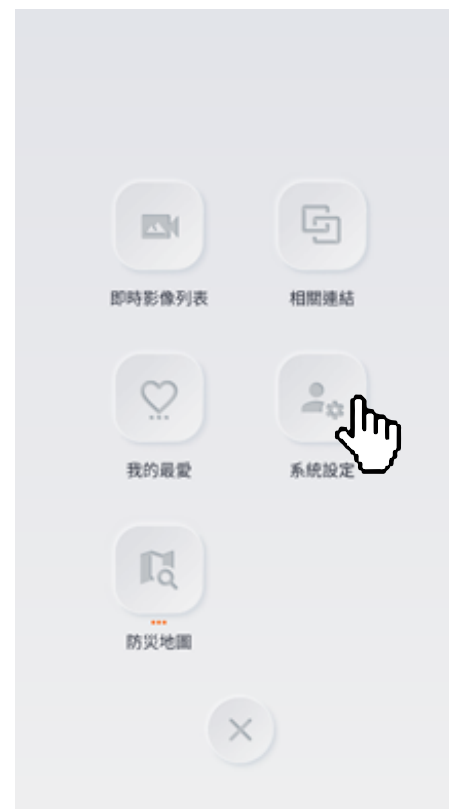 即時影像列表
相關連結
我的最愛
系統設定
防災地圖